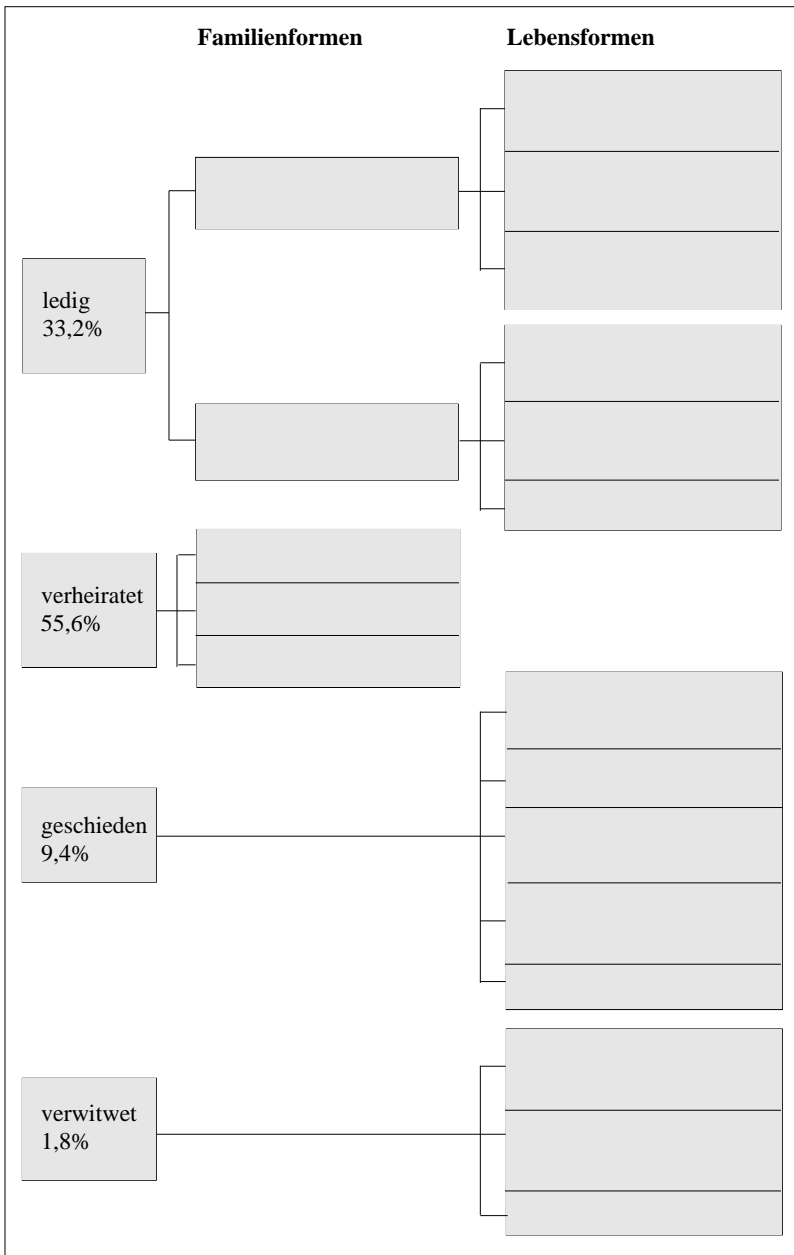 Familienformen Lebensformen
ledig
33,2%
verheiratet
55,6%
geschieden
9,4%
verwitwet
1,8%